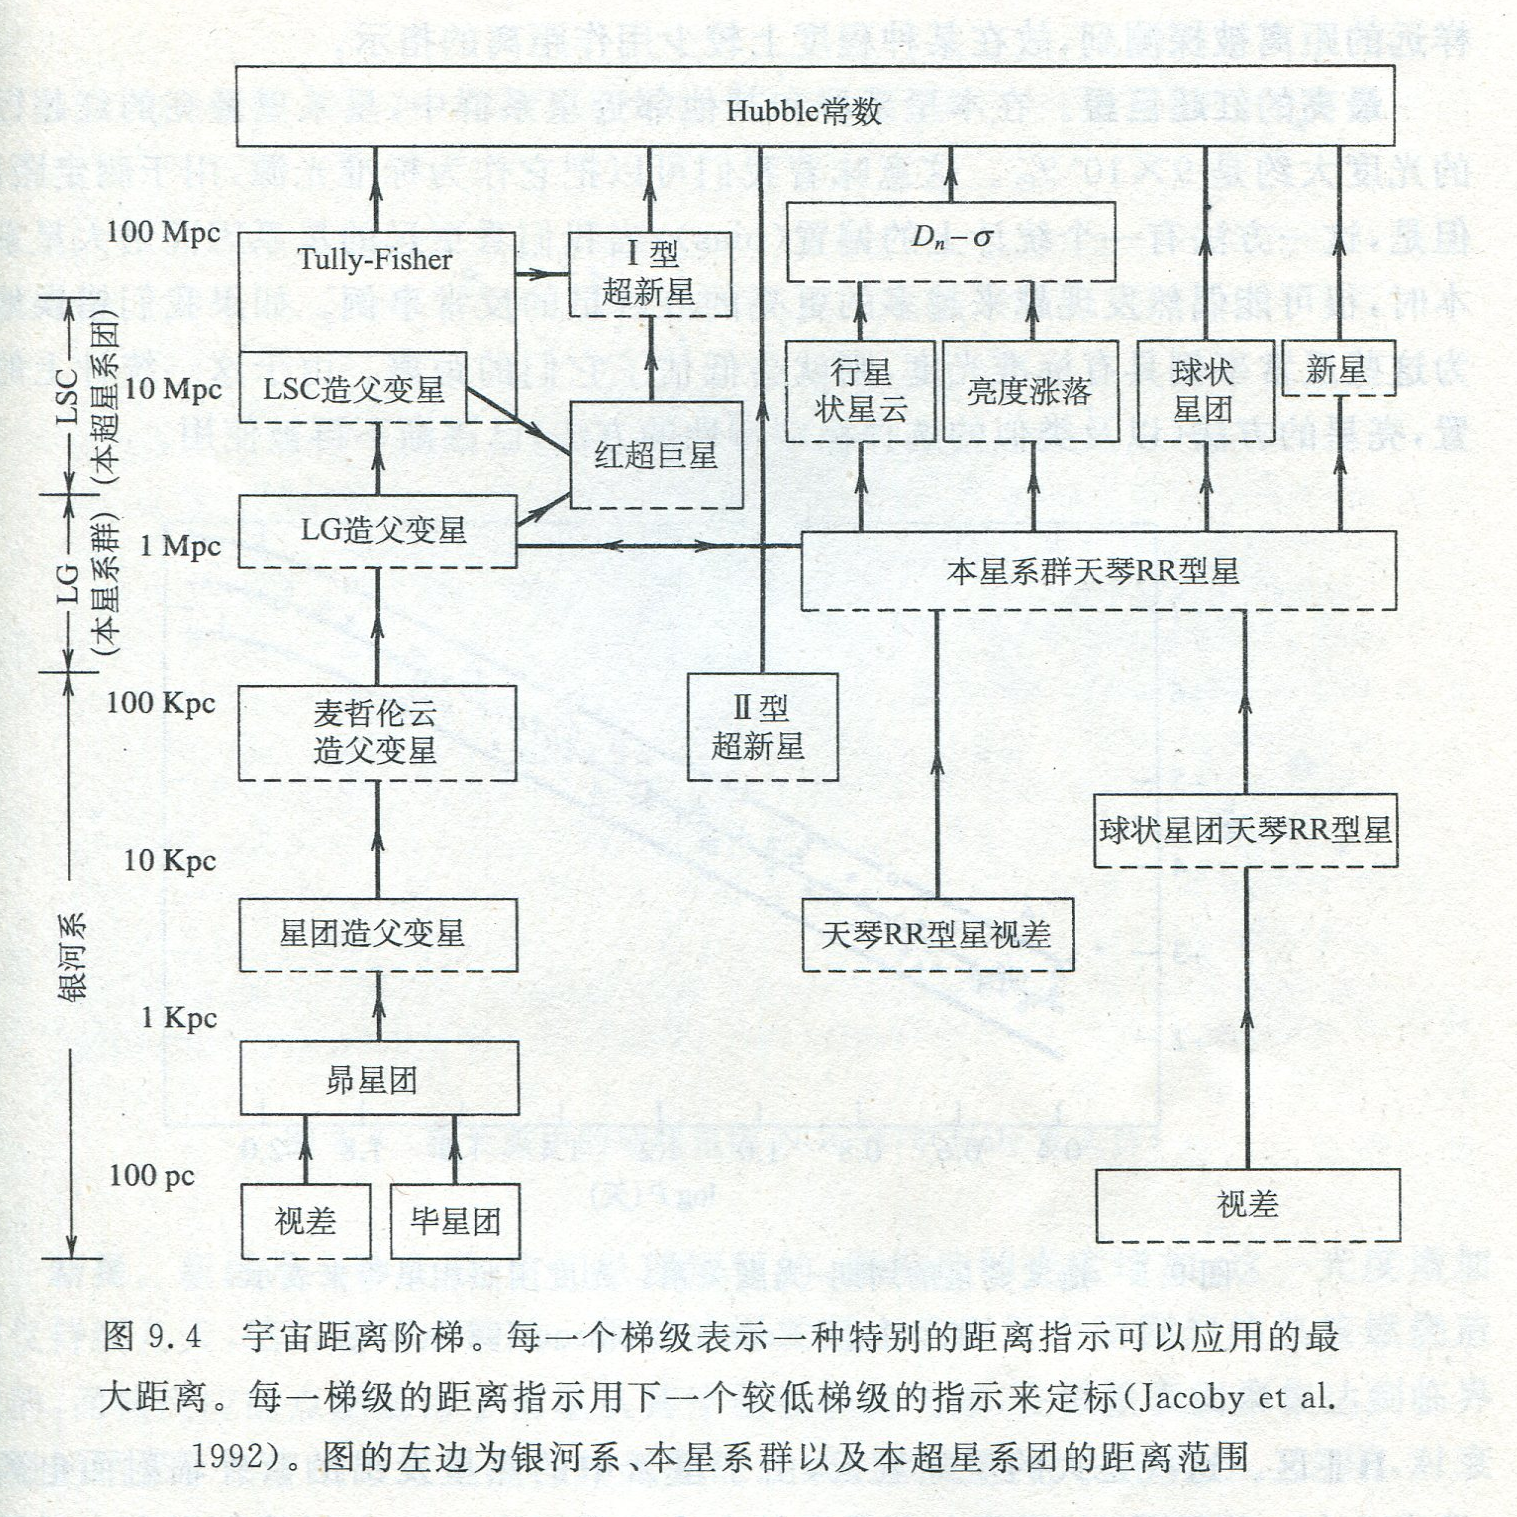 Hubble常数
100 Mpc
Tully-Fisher
Ⅰ型
超新星
Dn−σ
LSC
(本超星系团)
10 Mpc
LSC造父变星
红超巨星
行星
状星云
亮度涨落
球状
星团
新星
LG
(本星系群)
1 Mpc
LG造父变星
本星系群天琴RR型星
100 Kpc
麦哲伦云
造父变星
Ⅱ型
超新星
10 Kpc
球状星团天琴RR型星
银河系
星团造父变星
天琴RR型星视差
1 Kpc
昴星团
100 pc
视差
毕星团
视差
图 9.4 宇宙距离阶梯。每一个梯级表示一种特别的距离指示可以应用的最
大距离。每一梯级的距离指示用下一个较低梯级的指示来定标(Jacoby et al.
1992)。图的左边为银河系、本星系群以及本超星系团的距离范围